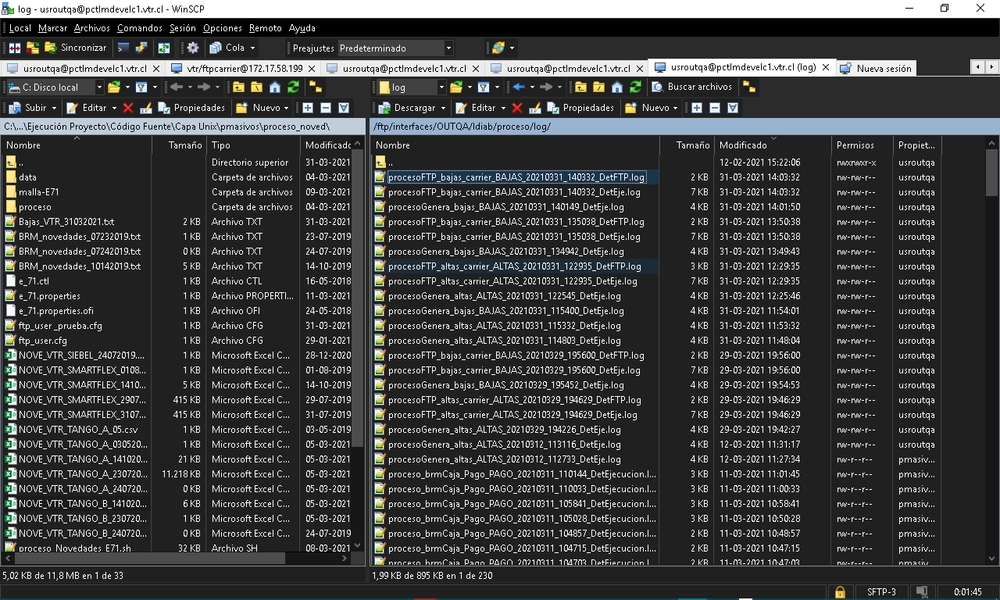 log - usroutqa@pctlmdevelc1.vtr.cl - WinSCP
Local Marcar Archivos Comandos Sesión Opciones Remoto Ayuda
Sincronizar Cola Preajustes Predeterminado
usroutqa@pctlmdevelc1.vtr.cl vtr/ftpcarrier@172.17.58.199 usroutqa@pctlmdevelc1.vtr.cl usroutqa@pctlmdevelc1.vtr.cl usroutqa@pctlmdevelc1.vtr.cl (log) Nueva sesión
C: Disco local
Subir Editar Propiedades Nuevo
C:\...\Ejecución Proyecto\Código Fuente\Capa Unix\pmasivos\proceso_noved\
Nombre Tamaño Tipo Modificado
.. Directorio superior 31-03-2021
data Carpeta de archivos 04-03-2021
malla-E71 Carpeta de archivos 09-03-2021
proceso Carpeta de archivos 04-03-2021
Bajas_VTR_31032021.txt 2 KB Archivo TXT 31-03-2021
BRM_novedades_07232019.txt 1 KB Archivo TXT 23-07-2019
BRM_novedades_07242019.txt 0 KB Archivo TXT 24-07-2019
BRM_novedades_10142019.txt 5 KB Archivo TXT 14-10-2019
e_71.ctl 1 KB Archivo CTL 16-05-2018
e_71.properties 1 KB Archivo PROPERTI... 11-03-2021
e_71.properties.ofi 1 KB Archivo OFI 24-05-2018
ftp_user _prueba.cfg 1 KB Archivo CFG 31-03-2021
ftp_user.cfg 1 KB Archivo CFG 29-01-2021
NOVE_VTR_SIEBEL_24072019.... 1 KB Microsoft Excel C... 28-12-2020
NOVE_VTR_SMARTFLEX_0108... 1 KB Microsoft Excel C... 01-08-2019
NOVE_VTR_SMARTFLEX_1410... 5 KB Microsoft Excel C... 14-10-2019
NOVE_VTR_SMARTFLEX_2907... 415 KB Microsoft Excel C... 29-07-2019
NOVE_VTR_SMARTFLEX_3107... 415 KB Microsoft Excel C... 31-07-2019
NOVE_VTR_TANGO_A_05.csv 1 KB Microsoft Excel C... 03-05-2019
NOVE_VTR_TANGO_A_030520... 1 KB Microsoft Excel C... 05-03-2021
NOVE_VTR_TANGO_A_141020... 21 KB Microsoft Excel C... 05-03-2021
NOVE_VTR_TANGO_A_230720... 11.218 KB Microsoft Excel C... 05-03-2021
NOVE_VTR_TANGO_A_240720... 0 KB Microsoft Excel C... 05-03-2021
NOVE_VTR_TANGO_B_141020... 6 KB Microsoft Excel C... 05-03-2021
NOVE_VTR_TANGO_B_230720... 1 KB Microsoft Excel C... 05-03-2021
NOVE_VTR_TANGO_B_240720... 0 KB Microsoft Excel C... 24-07-2019
proceso_Novedades_E71.sh 32 KB Archivo SH 08-03-2021
5,02 KB de 11,8 MB en 1 de 33
log Buscar archivos
Descargar Editar Propiedades Nuevo
/ftp/interfaces/OUTQA/ldiab/proceso/log/
Nombre Tamaño Modificado Permisos Propiet...
.. 12-02-2021 15:22:06 rwxrwxr-x usroutqa
procesoFTP_bajas_carrier_BAJAS_20210331_140332_DetFTP.log 2 KB 31-03-2021 14:03:32 rw-rw-r-- usroutqa
procesoFTP_bajas_carrier_BAJAS_20210331_140332_DetEje.log 7 KB 31-03-2021 14:03:32 rw-rw-r-- usroutqa
procesoGenera_bajas_BAJAS_20210331_140149_DetEje.log 4 KB 31-03-2021 14:01:50 rw-rw-r-- usroutqa
procesoFTP_bajas_carrier_BAJAS_20210331_135038_DetFTP.log 2 KB 31-03-2021 13:50:38 rw-rw-r-- usroutqa
procesoFTP_bajas_carrier_BAJAS_20210331_135038_DetEje.log 7 KB 31-03-2021 13:50:38 rw-rw-r-- usroutqa
procesoGenera_bajas_BAJAS_20210331_134942_DetEje.log 4 KB 31-03-2021 13:49:43 rw-rw-r-- usroutqa
procesoFTP_altas_carrier_ALTAS_20210331_122935_DetFTP.log 3 KB 31-03-2021 12:29:35 rw-rw-r-- usroutqa
procesoFTP_altas_carrier_ALTAS_20210331_122935_DetEje.log 7 KB 31-03-2021 12:29:35 rw-rw-r-- usroutqa
procesoGenera_altas_ALTAS_20210331_122545_DetEje.log 4 KB 31-03-2021 12:25:46 rw-rw-r-- usroutqa
procesoGenera_bajas_BAJAS_20210331_115400_DetEje.log 4 KB 31-03-2021 11:54:01 rw-rw-r-- usroutqa
procesoGenera_altas_ALTAS_20210331_115332_DetEje.log 4 KB 31-03-2021 11:53:32 rw-rw-r-- usroutqa
procesoGenera_altas_ALTAS_20210331_114803_DetEje.log 4 KB 31-03-2021 11:48:04 rw-rw-r-- usroutqa
procesoFTP_bajas_carrier_BAJAS_20210329_195600_DetFTP.log 2 KB 29-03-2021 19:56:00 rw-rw-r-- usroutqa
procesoFTP_bajas_carrier_BAJAS_20210329_195600_DetEje.log 7 KB 29-03-2021 19:56:00 rw-rw-r-- usroutqa
procesoGenera_bajas_BAJAS_20210329_195452_DetEje.log 4 KB 29-03-2021 19:54:53 rw-rw-r-- usroutqa
procesoFTP_altas_carrier_ALTAS_20210329_194629_DetFTP.log 2 KB 29-03-2021 19:46:29 rw-rw-r-- usroutqa
procesoFTP_altas_carrier_ALTAS_20210329_194629_DetEje.log 7 KB 29-03-2021 19:46:29 rw-rw-r-- usroutqa
procesoGenera_altas_ALTAS_20210329_194226_DetEje.log 4 KB 29-03-2021 19:42:27 rw-rw-r-- usroutqa
procesoGenera_altas_ALTAS_20210312_113116_DetEje.log 4 KB 12-03-2021 11:31:17 rw-rw-r-- usroutqa
procesoGenera_altas_ALTAS_20210312_112733_DetEje.log 4 KB 12-03-2021 11:27:34 rw-r--r-- pmasiv...
proceso_brmCaja_Pago_PAGO_20210311_110144_DetEjecucion.l... 3 KB 11-03-2021 11:01:45 rw-r--r-- pmasiv...
proceso_brmCaja_Pago_PAGO_20210311_110033_DetEjecucion.l... 3 KB 11-03-2021 11:00:33 rw-r--r-- pmasiv...
proceso_brmCaja_Pago_PAGO_20210311_105841_DetEjecucion.l... 3 KB 11-03-2021 10:58:41 rw-r--r-- pmasiv...
proceso_brmCaja_Pago_PAGO_20210311_105028_DetEjecucion.l... 3 KB 11-03-2021 10:50:28 rw-r--r-- pmasiv...
proceso_brmCaja_Pago_PAGO_20210311_104857_DetEjecucion.l... 2 KB 11-03-2021 10:48:57 rw-r--r-- pmasiv...
proceso_brmCaja_Pago_PAGO_20210311_104715_DetEjecucion.l... 2 KB 11-03-2021 10:47:15 rw-r--r-- pmasiv...
proceso_brmCaja_Pago_PAGO_20210311_104703_DetEjecucion.l... 2 KB 11-03-2021 10:47:03 rw-r--r-- pmasiv...
1,99 KB de 895 KB en 1 de 230
SFTP-3 0:01:45